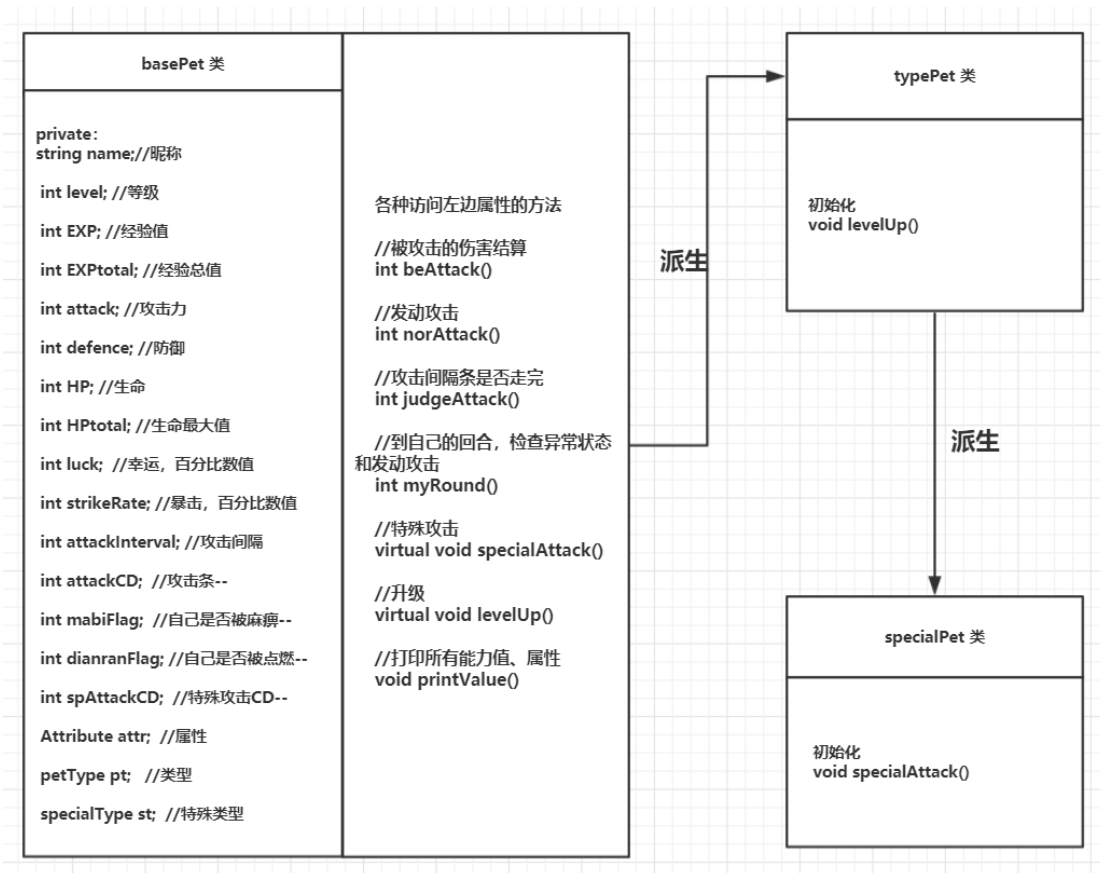 basePet 类
private：
string name;//昵称
int level; //等级
int EXP; //经验值
int EXPtotal; //经验总值
int attack; //攻击力
int defence; //防御
int HP; //生命
int HPtotal; //生命最大值
int luck; //幸运，百分比数值
int strikeRate; //暴击，百分比数值
int attackInterval; //攻击间隔
int attackCD; //攻击条--
int mabiFlag; //自己是否被麻痹--
int dianranFlag; //自己是否被点燃--
int spAttackCD; //特殊攻击CD--
Attribute attr; //属性
petType pt; //类型
specialType st; //特殊类型
各种访问左边属性的方法
//被攻击的伤害结算
int beAttack()
//发动攻击
int norAttack()
//攻击间隔条是否走完
int judgeAttack()
//到自己的回合，检查异常状态
和发动攻击
int myRound()
//特殊攻击
virtual void specialAttack()
//升级
virtual void levelUp()
//打印所有能力值、属性
void printValue()
派生
typePet 类
初始化
void levelUp()
派生
specialPet 类
初始化
void specialAttack()